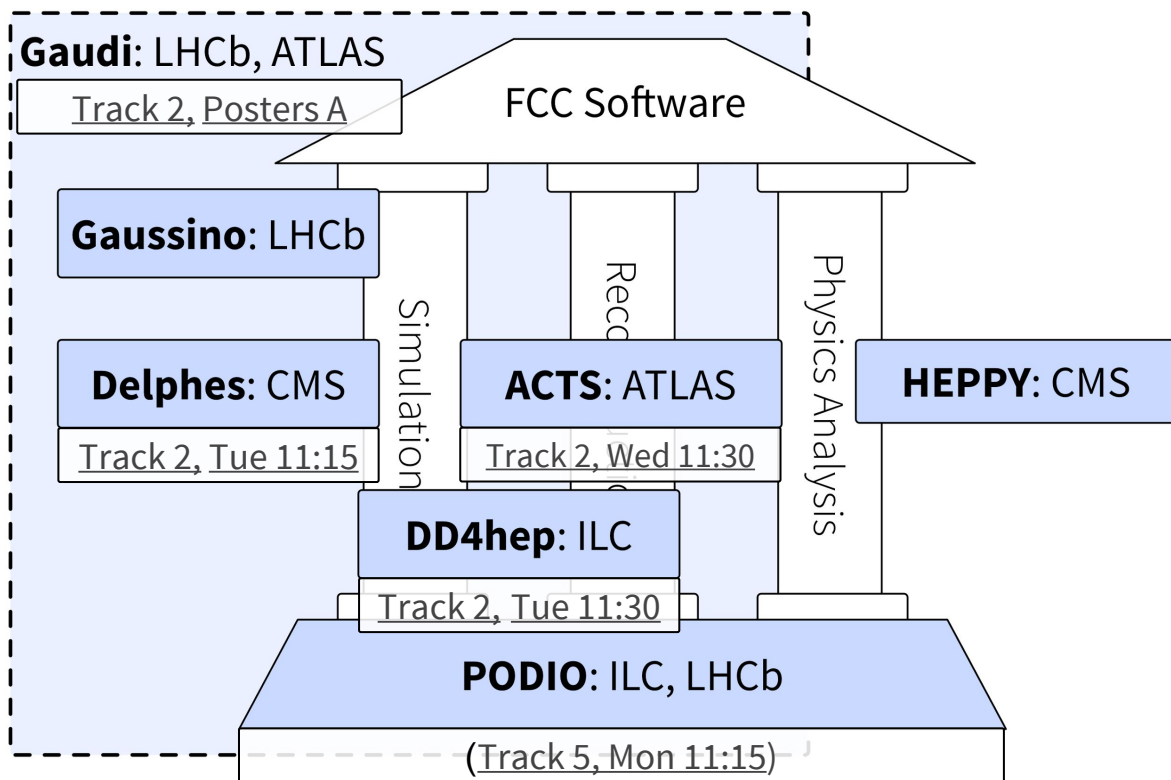 Gaudi: LHCb, ATLAS
Track 2, Posters A
FCC Software
Gaussino: LHCb
Simulation
Physics Analysis
Delphes: CMS
Track 2, Tue 11:15
ACTS: ATLAS
Track 2, Wed 11:30
HEPPY: CMS
DD4hep: ILC
Track 2, Tue 11:30
PODIO: ILC, LHCb
(Track 5, Mon 11:15)